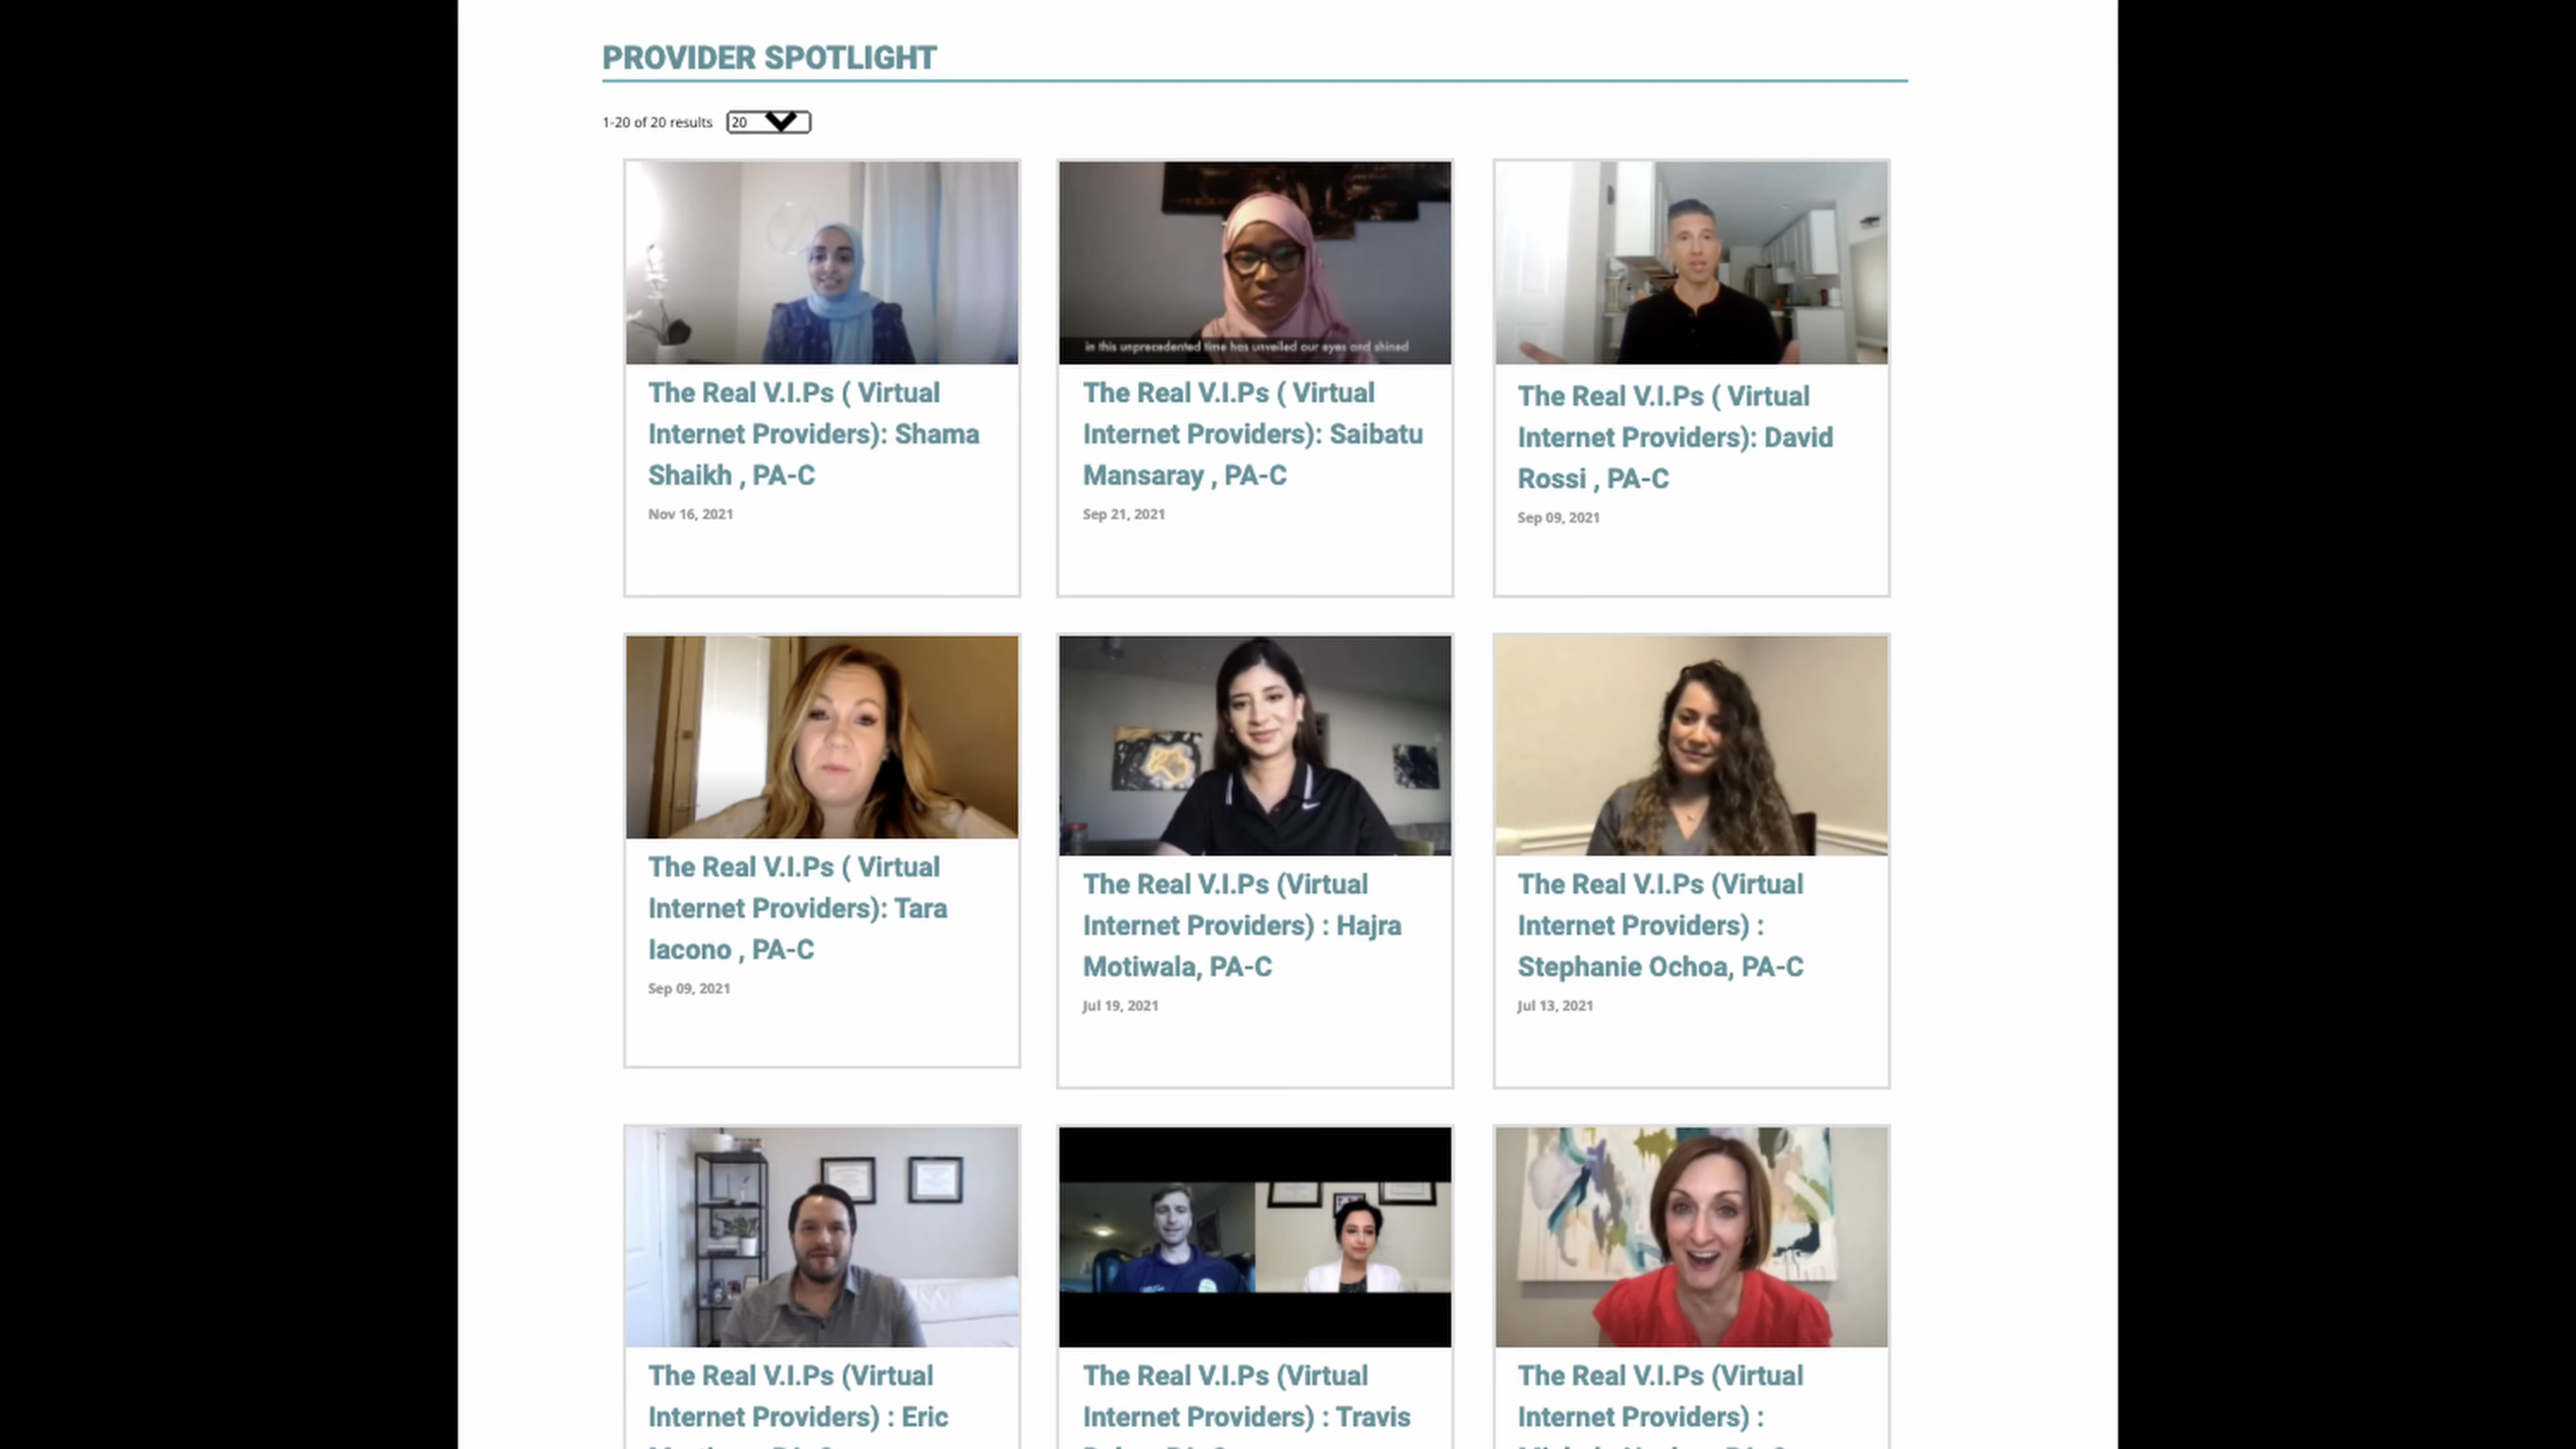 PROVIDER SPOTLIGHT
1-20 of 20 results 20
in this unprecedented time has unveiled our eyes and shined
The Real V.I.Ps ( Virtual
Internet Providers): Shama
Shaikh , PA-C
Nov 16, 2021
The Real V.I.Ps ( Virtual
Internet Providers): Saibatu
Mansaray , PA-C
Sep 21, 2021
The Real V.I.Ps ( Virtual
Internet Providers): David
Rossi , PA-C
Sep 09, 2021
The Real V.I.Ps ( Virtual
Internet Providers): Tara
Iacono , PA-C
Sep 09, 2021
The Real V.I.Ps (Virtual
Internet Providers) : Hajra
Motiwala, PA-C
Jul 19, 2021
The Real V.I.Ps (Virtual
Internet Providers) :
Stephanie Ochoa, PA-C
Jul 13, 2021
The Real V.I.Ps (Virtual
Internet Providers) : Eric
The Real V.I.Ps (Virtual
Internet Providers) : Travis
The Real V.I.Ps (Virtual
Internet Providers) :